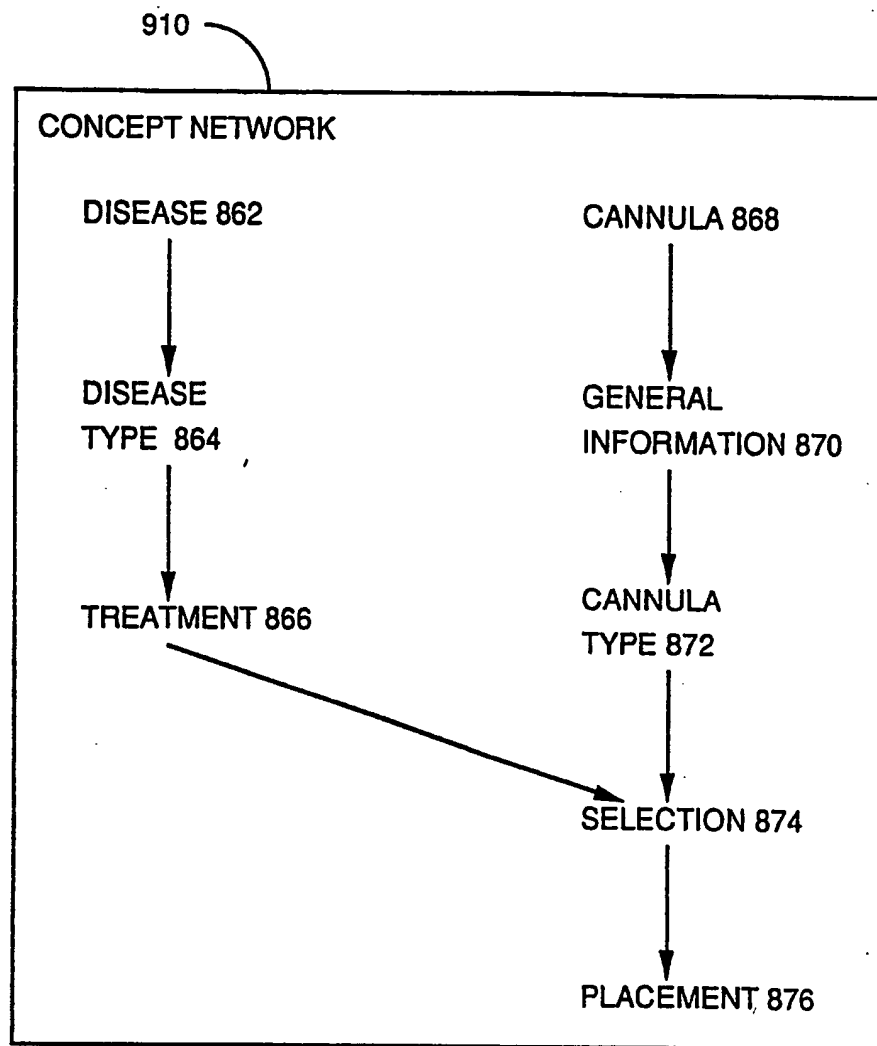 910
CONCEPT NETWORK
DISEASE 862
CANNULA 868
DISEASE
TYPE 864
GENERAL
INFORMATION 870
TREATMENT 866
CANNULA
TYPE 872
SELECTION 874
PLACEMENT 876